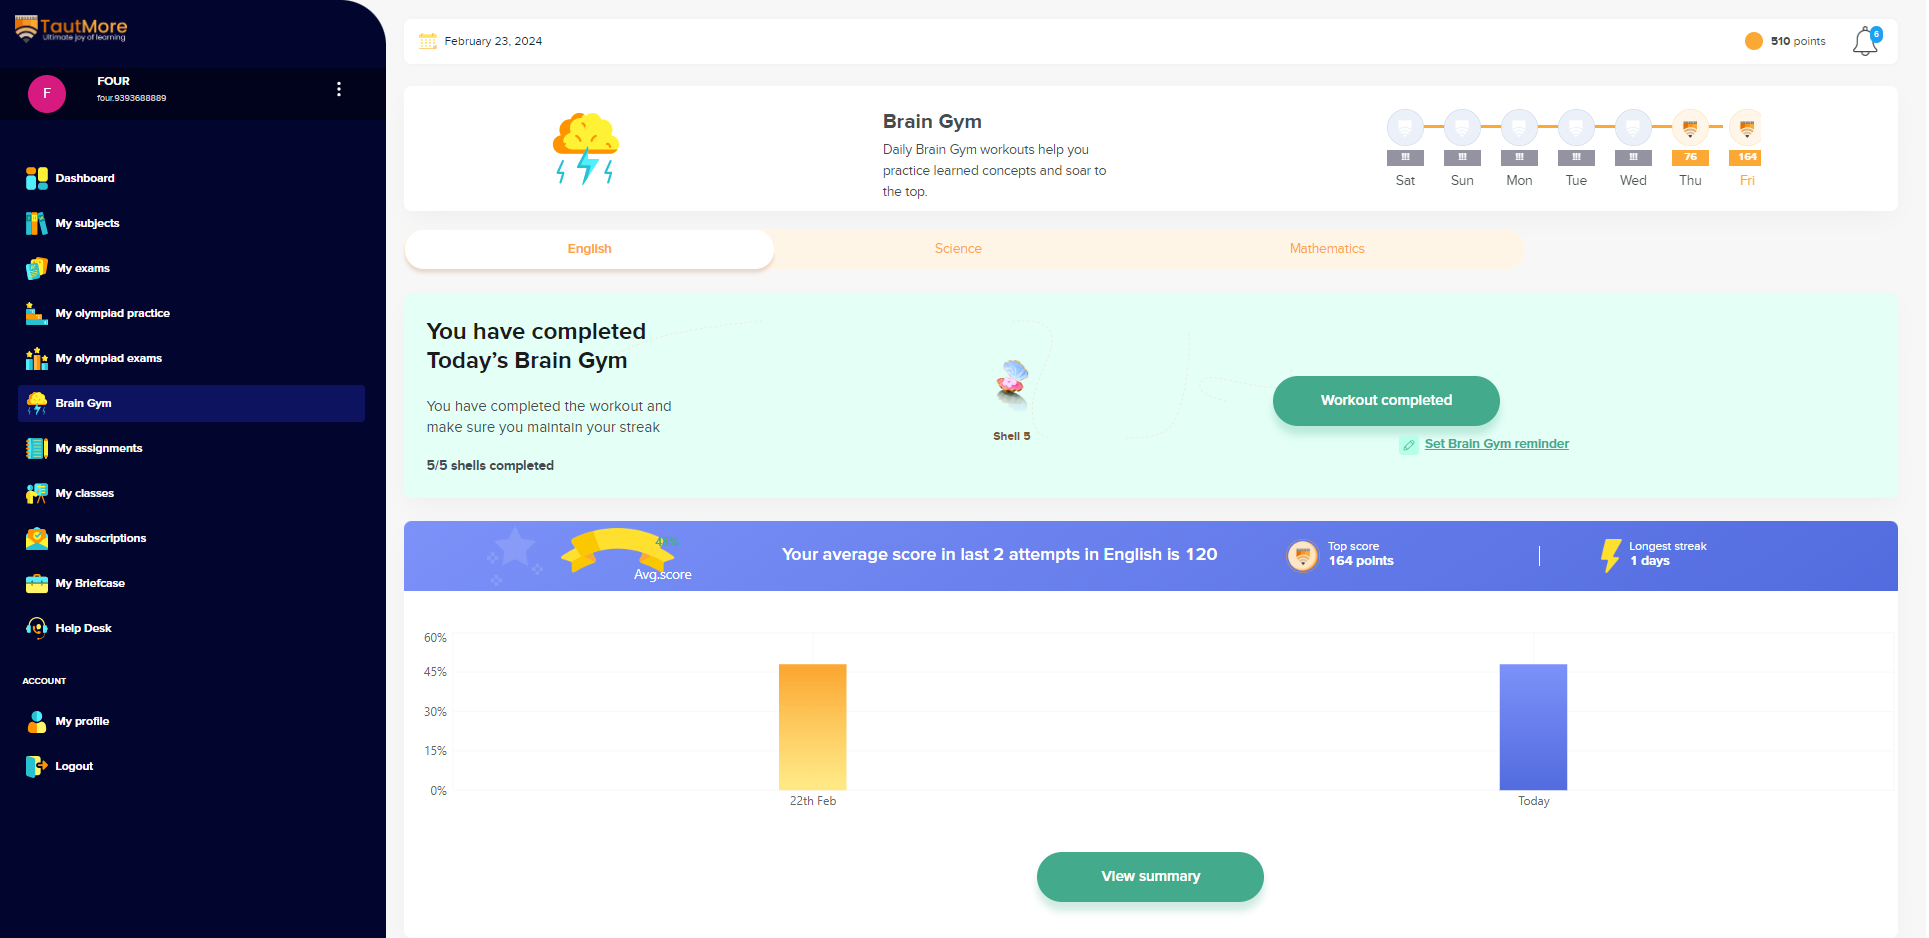 TautMore
Ultimate joy of learning
F
FOUR
four.9393688889
Dashboard
My subjects
My exams
My olympiad practice
My olympiad exams
Brain Gym
My assignments
My classes
My subscriptions
My Briefcase
Help Desk
ACCOUNT
My profile
Logout
February 23, 2024
510 points
6
Brain Gym
Daily Brain Gym workouts help you
practice learned concepts and soar to
the top.
!!! !!! !!! !!! !!! 76 164
Sat Sun Mon Tue Wed Thu Fri
English Science Mathematics
You have completed
Today’s Brain Gym
You have completed the workout and
make sure you maintain your streak
5/5 shells completed
Shell 5
Workout completed
Set Brain Gym reminder
Avg.score
Your average score in last 2 attempts in English is 120
Top score
164 points
Longest streak
1 days
60%
45%
30%
15%
0%
22th Feb Today
View summary